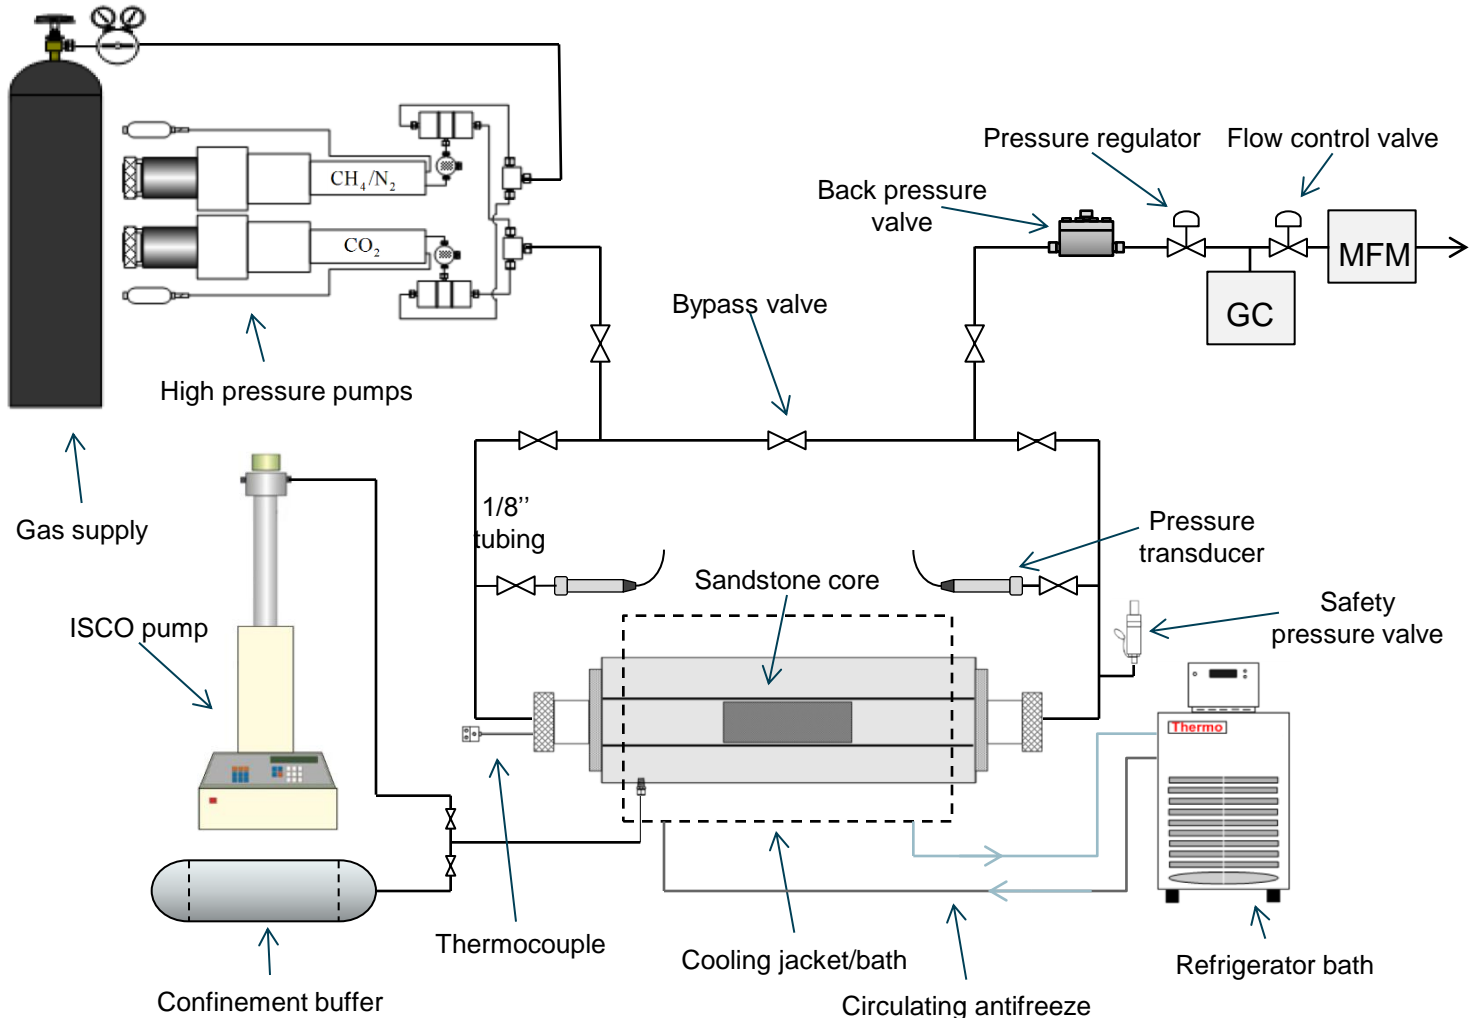 Pressure regulator
Flow control valve
Back pressure
valve
CH₄/N₂
CO₂
MFM
GC
Bypass valve
High pressure pumps
Gas supply
1/8’’
tubing
Pressure
transducer
Sandstone core
Safety
pressure valve
ISCO pump
Thermo
Thermocouple
Cooling jacket/bath
Refrigerator bath
Confinement buffer
Circulating antifreeze